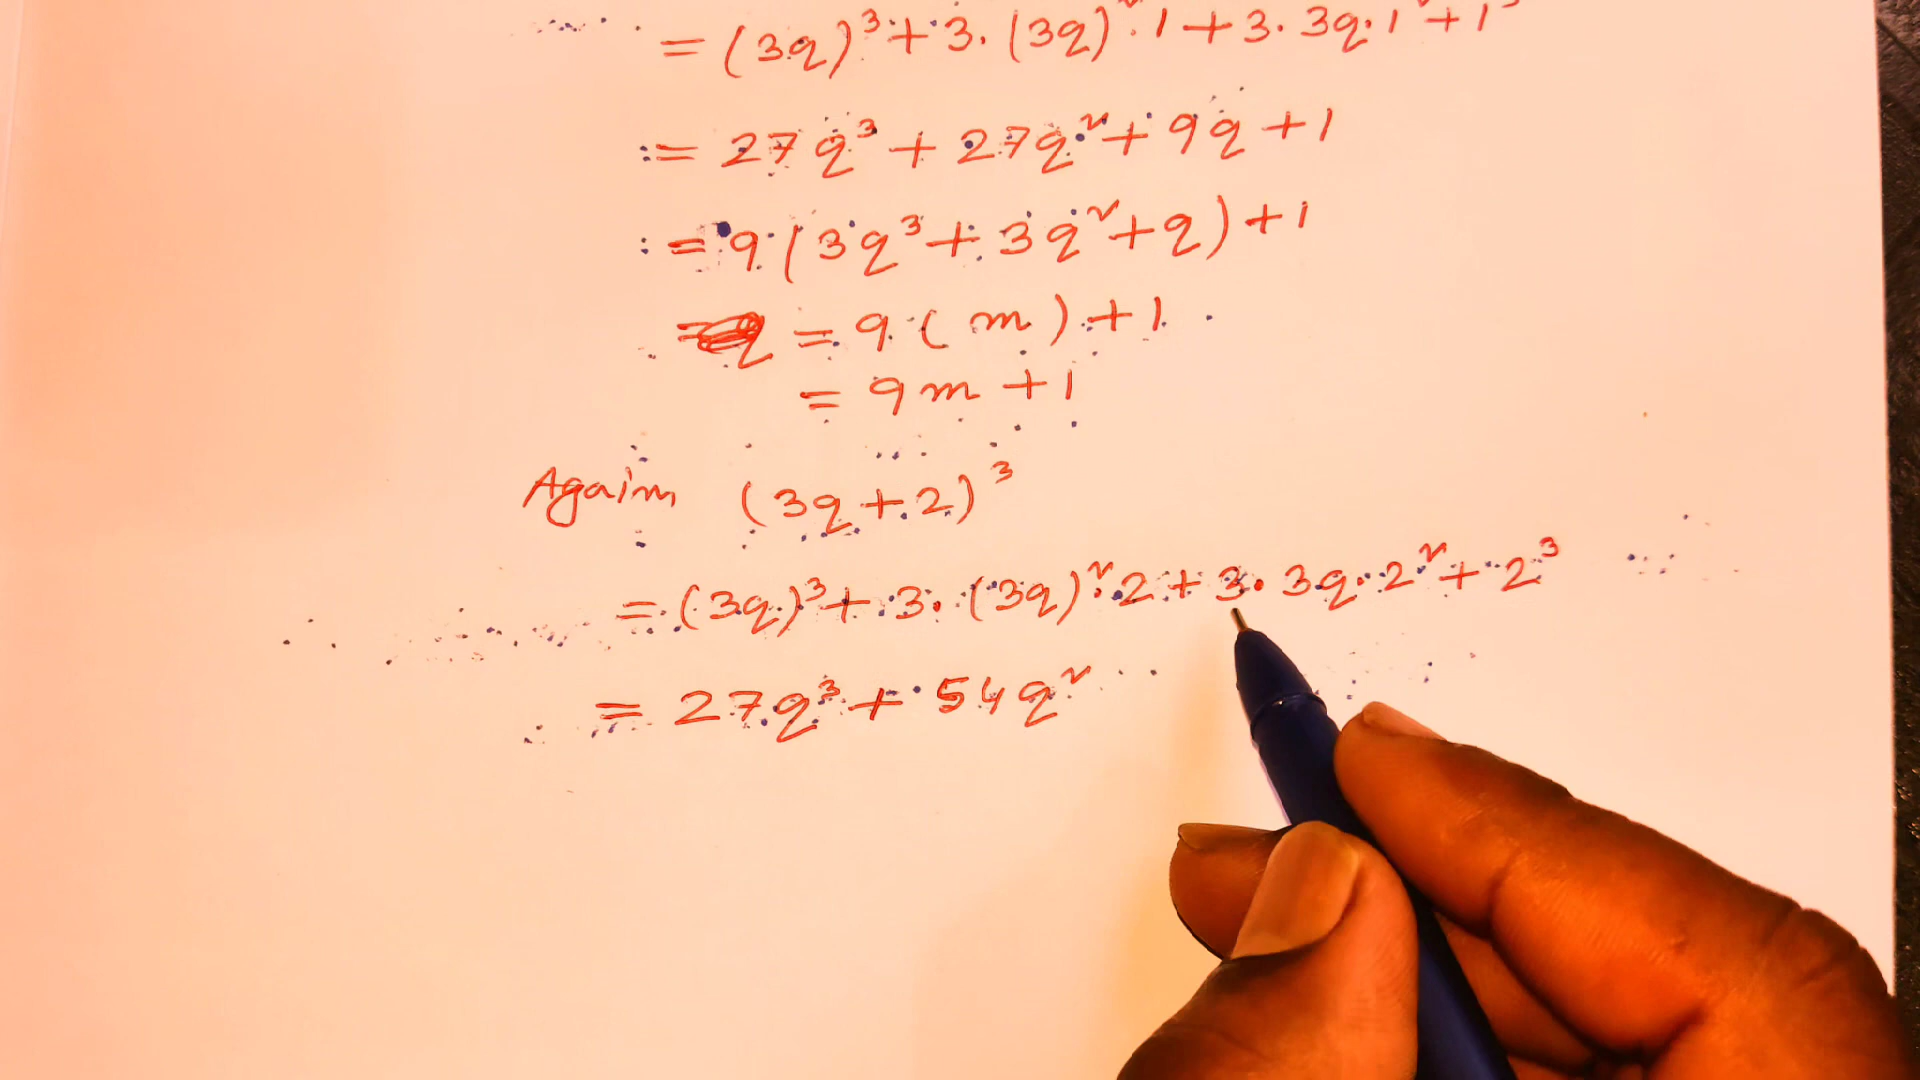 = (3q)³ + 3. (3q)² . 1 + 3. 3q. 1² + 1³
= 27q³ + 27q² + 9q + 1
= 9 (3q³ + 3q² + q) + 1
= 9 (m) + 1
= 9m + 1
Again (3q + 2)³
= (3q)³ + 3. (3q)² . 2 + 3. 3q. 2² + 2³
= 27q³ + 54q²